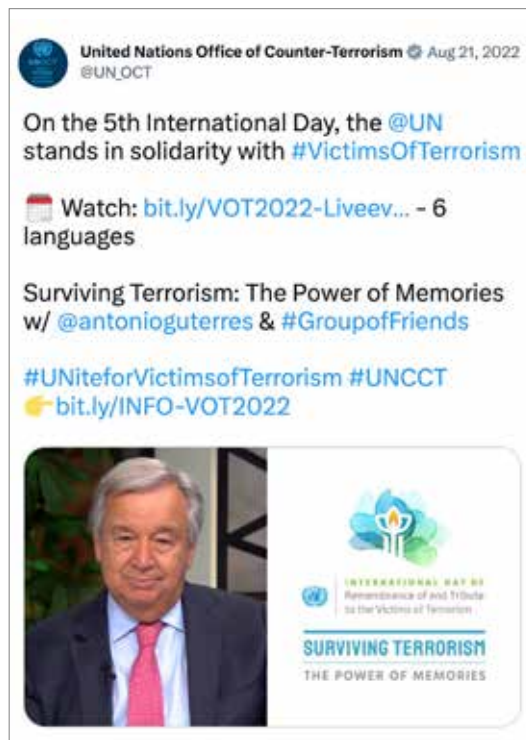 United Nations Office of Counter-Terrorism Aug 21, 2022
@UN_OCT
On the 5th International Day, the @UN
stands in solidarity with #VictimsOfTerrorism
Watch: bit.ly/VOT2022-Liveev... - 6
languages
Surviving Terrorism: The Power of Memories
w/ @antonioguterres & #GroupofFriends
#UNiteforVictimsofTerrorism #UNCCT
👉bit.ly/INFO-VOT2022
INTERNATIONAL DAY OF
Remembrance of and Tribute
to the Victims of Terrorism
SURVIVING TERRORISM
THE POWER OF MEMORIES